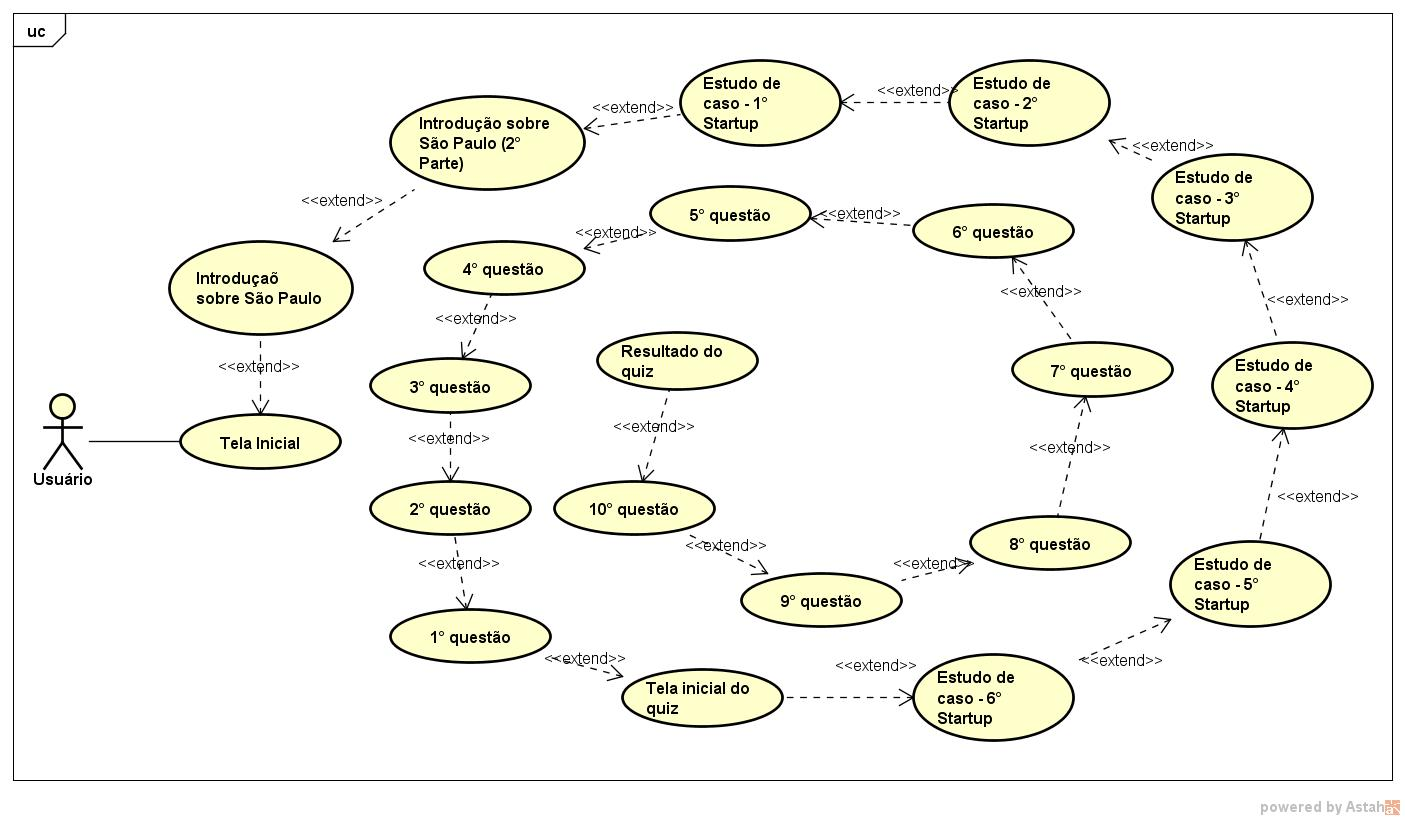 uc
Estudo de
caso - 1°
Startup
<<extend>>
Estudo de
caso - 2°
Startup
<<extend>>
Introdução sobre
São Paulo (2°
Parte)
<<extend>>
Estudo de
caso - 3°
Startup
<<extend>>
5° questão
<<extend>>
6° questão
<<extend>>
4° questão
Introduçaõ
sobre São Paulo
<<extend>>
<<extend>>
<<extend>>
Resultado do
quiz
<<extend>>
3° questão
7° questão
Estudo de
caso - 4°
Startup
<<extend>>
<<extend>>
Tela Inicial
<<extend>>
Usuário
<<extend>>
2° questão
10° questão
<<extend>>
8° questão
<<extend>>
<<extend>>
<<extend>>
Estudo de
caso - 5°
Startup
9° questão
1° questão
<<extend>>
<<extend>>
<<extend>>
Tela inicial do
quiz
Estudo de
caso - 6°
Startup
powered by Astah